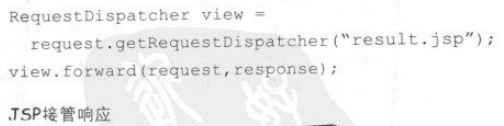 RequestDispatcher view =
request.getRequestDispatcher(“result.jsp”);
view.forward(request,response);
JSP接管响应